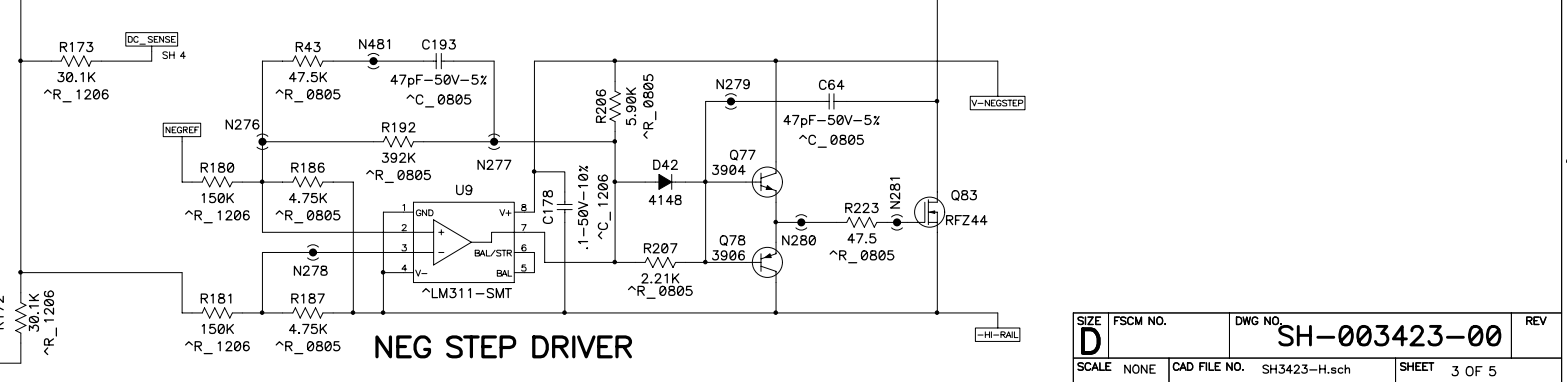 R173
30.1K
^R_1206
DC_SENSE
SH 4
R43
47.5K
^R_0805
N481
C193
47pF-50V-5%
^C_0805
R206
5.90K
^R_0805
N279
C64
47pF-50V-5%
^C_0805
V-NEGSTEP
NEGREF
N276
R192
392K
^R_0805
N277
R180
150K
^R_1206
R186
4.75K
^R_0805
U9
1 GND
2 +
3 -
4 V-
V+ 8
7
BAL/STR 6
BAL 5
^LM311-SMT
C178
.1-50V-10%
^C_1206
D42
4148
Q77
3904
Q78
3906
N280
R223
47.5
^R_0805
N281
Q83
RFZ44
R207
2.21K
^R_0805
N278
R181
150K
^R_1206
R187
4.75K
^R_0805
30.1K
^R_1206
NEG STEP DRIVER
-HI-RAIL
SIZE
D
FSCM NO.
DWG NO.
SH-003423-00
REV
SCALE NONE
CAD FILE NO. SH3423-H.sch
SHEET 3 OF 5